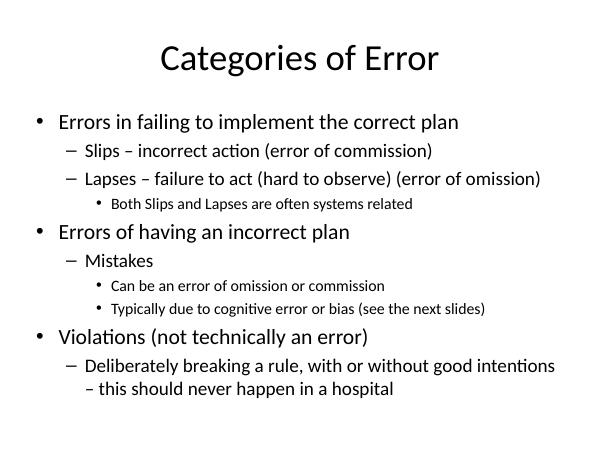 Categories of Error
• Errors in failing to implement the correct plan
– Slips – incorrect action (error of commission)
– Lapses – failure to act (hard to observe) (error of omission)
• Both Slips and Lapses are often systems related
• Errors of having an incorrect plan
– Mistakes
• Can be an error of omission or commission
• Typically due to cognitive error or bias (see the next slides)
• Violations (not technically an error)
– Deliberately breaking a rule, with or without good intentions
– this should never happen in a hospital